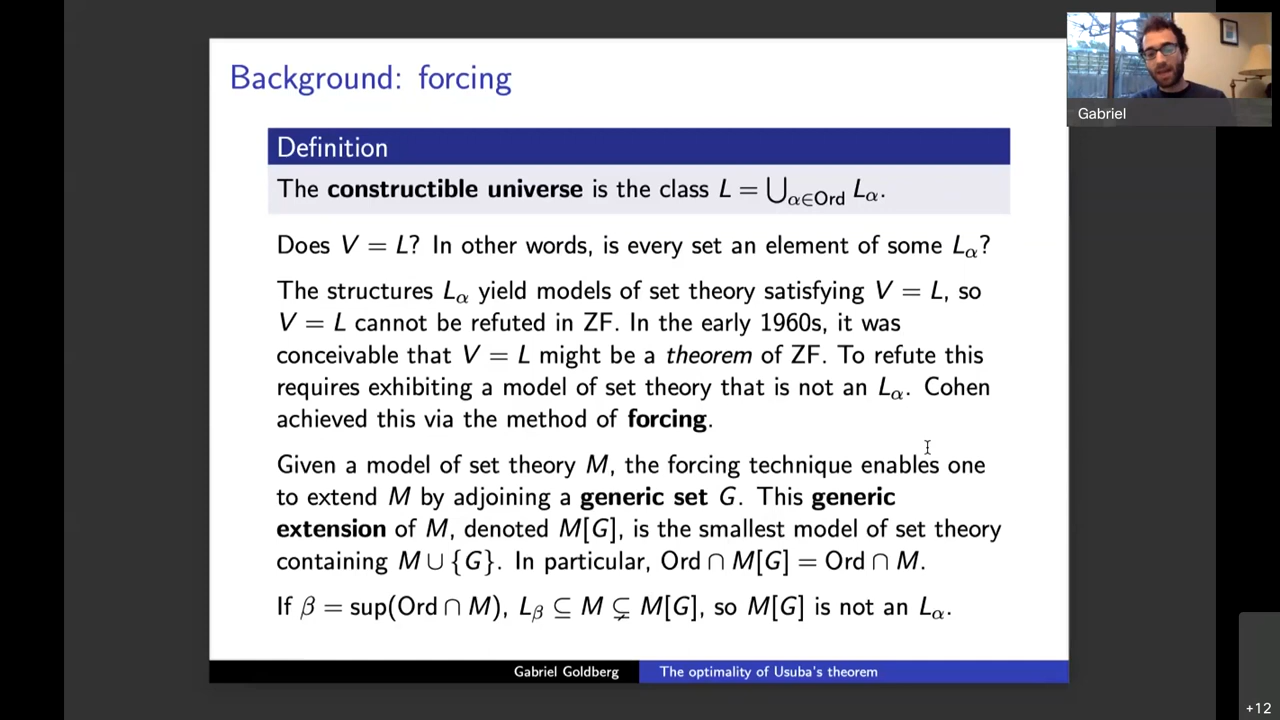 Background: forcing
Definition
The constructible universe is the class L = ⋃α∈Ord Lα.
Does V = L? In other words, is every set an element of some Lα?
The structures Lα yield models of set theory satisfying V = L, so
V = L cannot be refuted in ZF. In the early 1960s, it was
conceivable that V = L might be a theorem of ZF. To refute this
requires exhibiting a model of set theory that is not an Lα. Cohen
achieved this via the method of forcing.
Given a model of set theory M, the forcing technique enables one
to extend M by adjoining a generic set G. This generic
extension of M, denoted M[G], is the smallest model of set theory
containing M ∪ {G}. In particular, Ord ∩ M[G] = Ord ∩ M.
If β = sup(Ord ∩ M), Lβ ⊆ M ⊊ M[G], so M[G] is not an Lα.
Gabriel Goldberg
The optimality of Usuba's theorem
Gabriel
+12